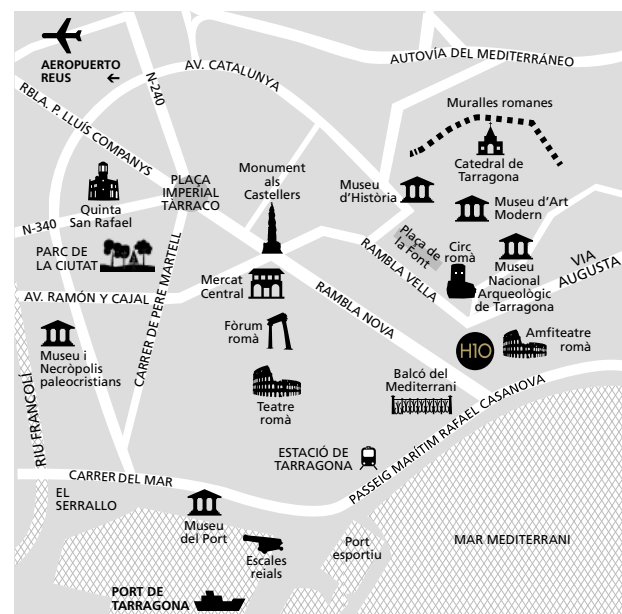 AEROPUERTO
REUS
N-240
AV. CATALUNYA
AUTOVÍA DEL MEDITERRÁNEO
RBLA. P. LLUÍS COMPANYS
Muralles romanes
Catedral de
Tarragona
Monument
als
Castellers
PLAÇA
IMPERIAL
TÀRRACO
Museu
d'Història
Museu d'Art
Modern
Quinta
San Rafael
N-340
PARC DE
LA CIUTAT
CARRER DE PERE MARTELL
Plaça de
la Font
Circ
romà
RAMBLA VELLA
Museu
Nacional
Arqueològic
de Tarragona
VIA
AUGUSTA
Mercat
Central
AV. RAMÓN Y CAJAL
RAMBLA NOVA
Fòrum
romà
H10
Amfiteatre
romà
Museu i
Necròpolis
paleocristians
RIU FRANCOLÍ
Teatre
romà
Balcó del
Mediterrani
PASSEIG MARÍTIM RAFAEL CASANOVA
ESTACIÓ DE
TARRAGONA
CARRER DEL MAR
EL
SERRALLO
Museu
del Port
Escales
reials
Port
esportiu
MAR MEDITERRANI
PORT DE
TARRAGONA